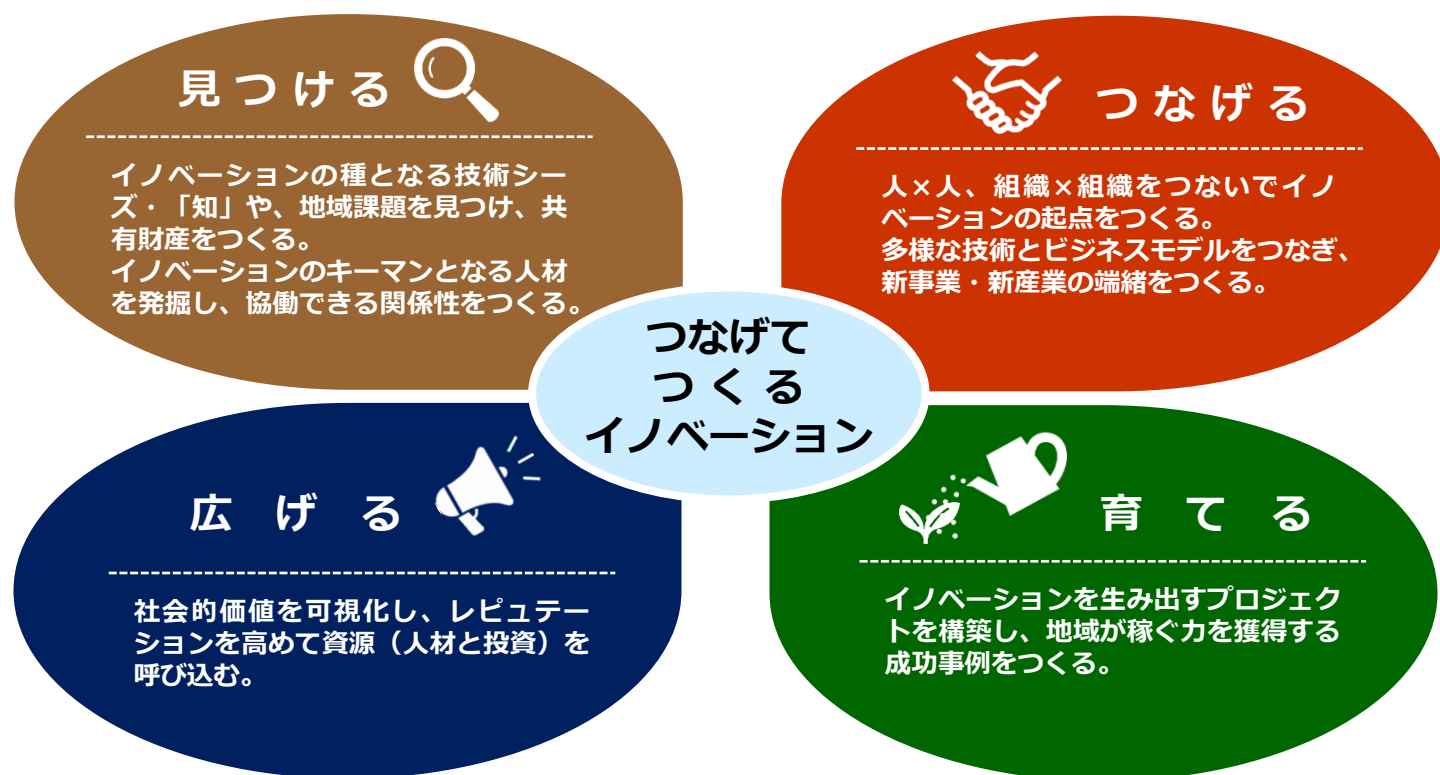 見つける
イノベーションの種となる技術シー
ズ・「知」や、地域課題を見つけ、共
有財産をつくる。
イノベーションのキーマンとなる人材
を発掘し、協働できる関係性をつくる。
つなげる
人×人、組織×組織をつないでイノ
ベーションの起点をつくる。
多様な技術とビジネスモデルをつなぎ、
新事業・新産業の端緒をつくる。
つなげて
つくる
イノベーション
広げる
社会的価値を可視化し、レピュテー
ションを高めて資源（人材と投資）を
呼び込む。
育てる
イノベーションを生み出すプロジェク
トを構築し、地域が稼ぐ力を獲得する
成功事例をつくる。